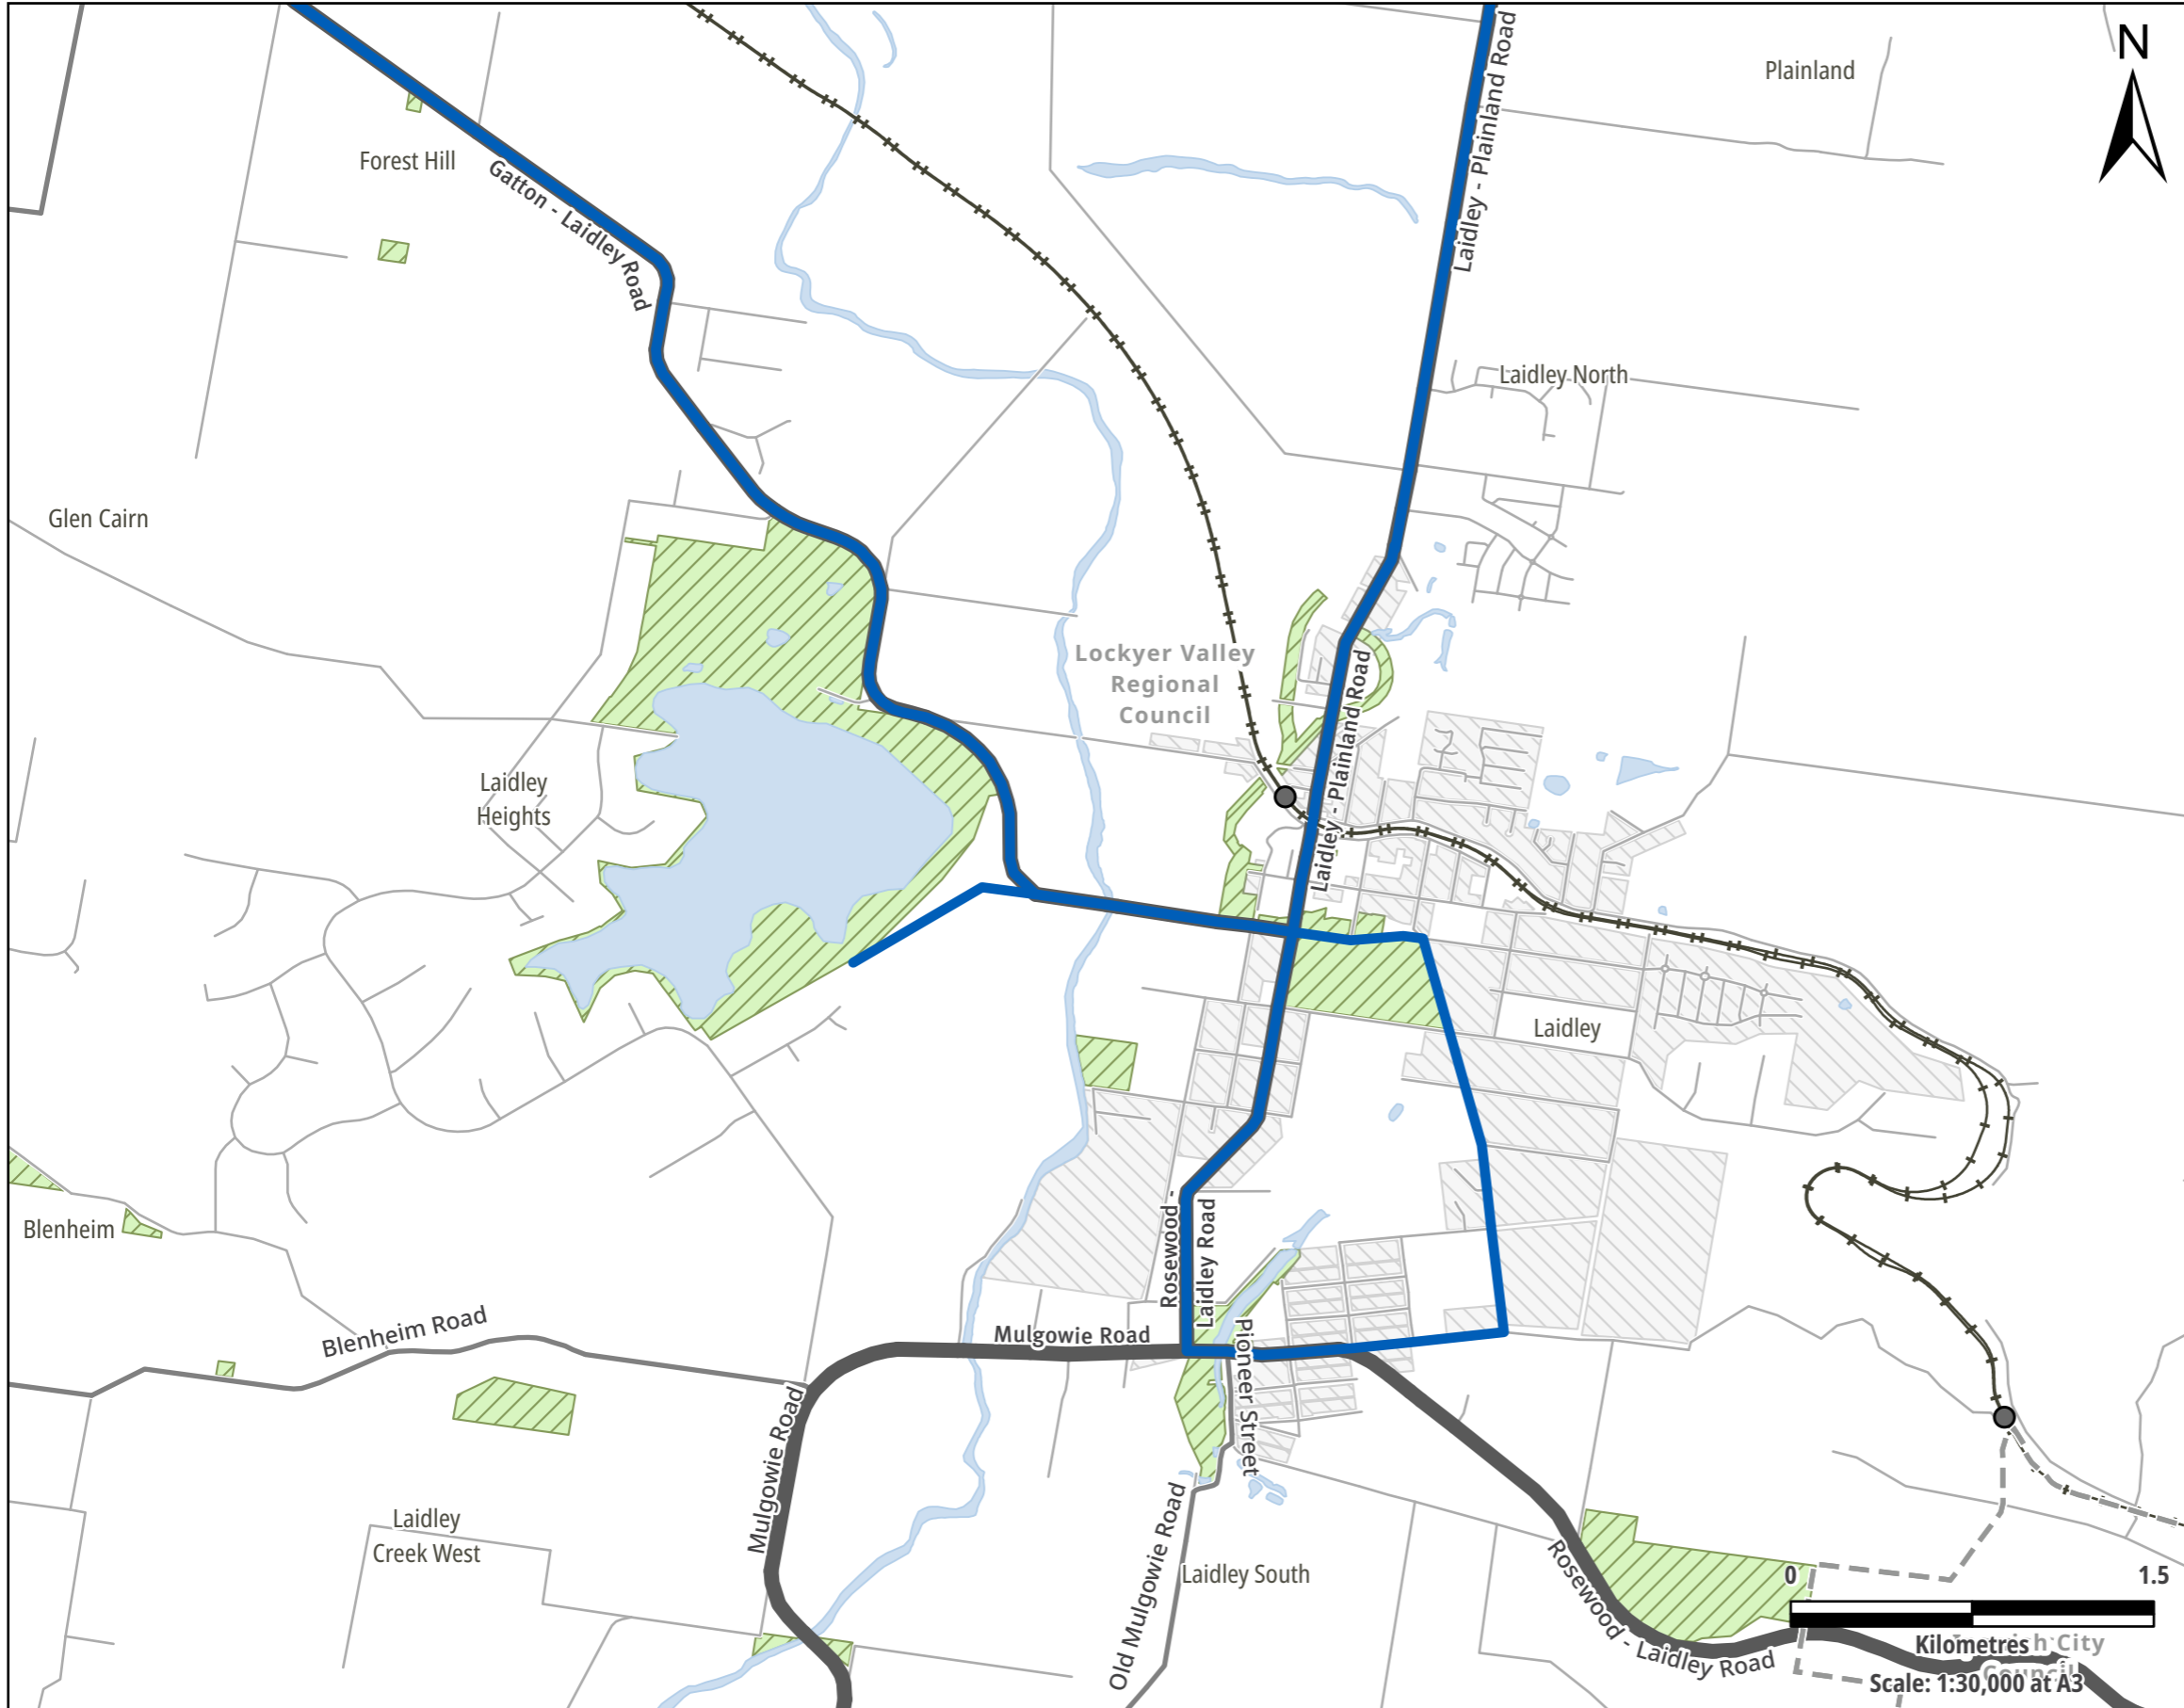 N
Plainland
Laidley - Plainland Road
Forest Hill
Gatton - Laidley Road
Laidley North
Glen Cairn
Lockyer Valley
Regional
Council
Laidley - Plainland Road
Laidley
Heights
Laidley
Blenheim
Rosewood -
Laidley Road
Blenheim Road
Mulgowie Road
Pioneer Street
Mulgowie Road
Laidley
Creek West
Old Mulgowie Road
Laidley South
Rosewood - Laidley Road
0
1.5
Kilometres
City
Council
Scale: 1:30,000 at A3